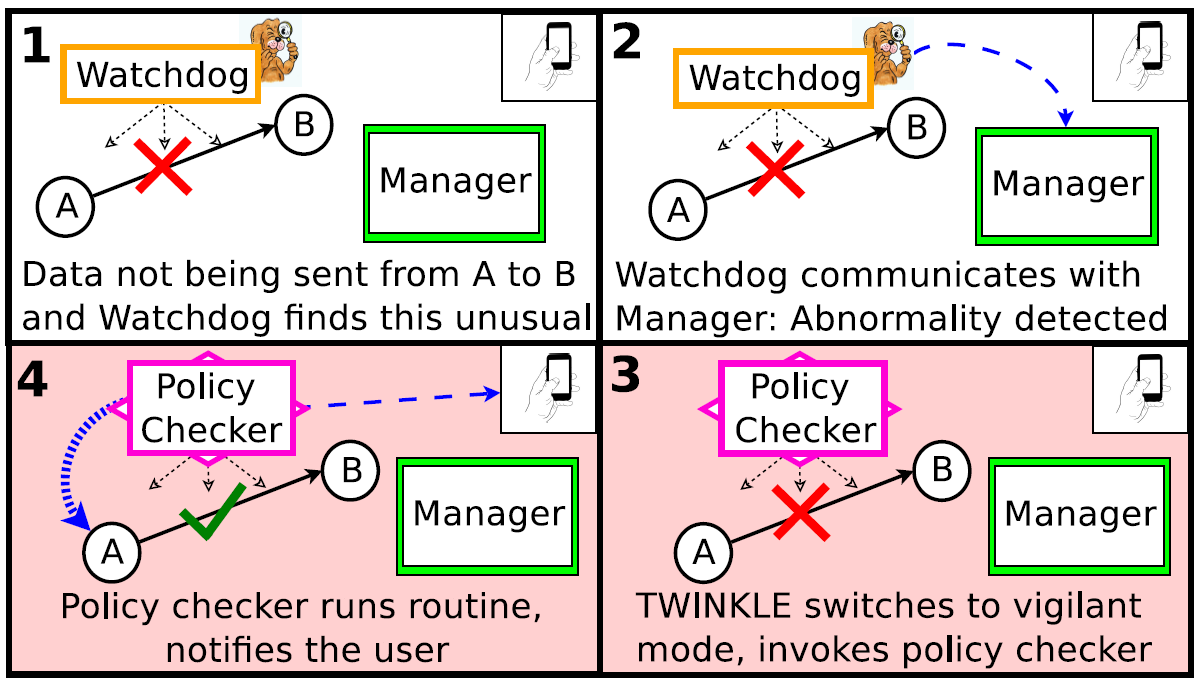 1
Watchdog
A
B
Manager
Data not being sent from A to B
and Watchdog finds this unusual
2
Watchdog
A
B
Manager
Watchdog communicates with
Manager: Abnormality detected
4
Policy
Checker
A
B
Manager
Policy checker runs routine,
notifies the user
3
Policy
Checker
A
B
Manager
TWINKLE switches to vigilant
mode, invokes policy checker